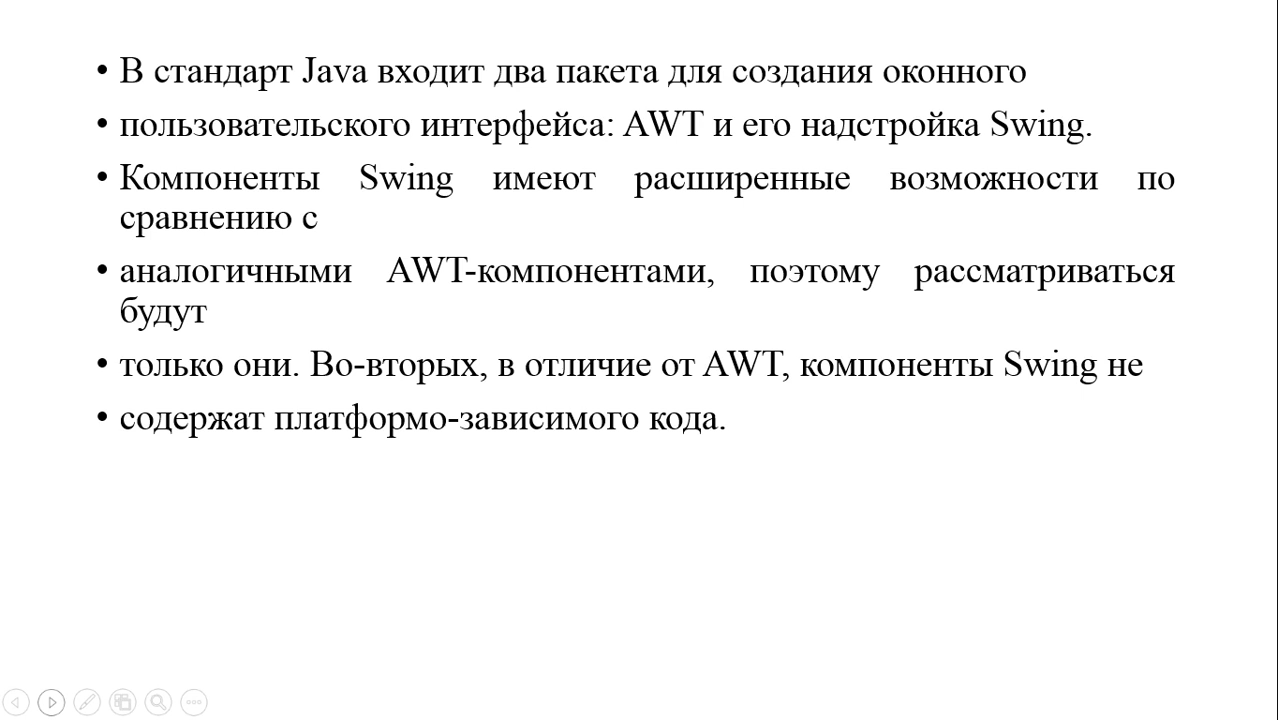 • В стандарт Java входит два пакета для создания оконного
• пользовательского интерфейса: AWT и его надстройка Swing.
• Компоненты Swing имеют расширенные возможности по
сравнению с
• аналогичными AWT-компонентами, поэтому рассматриваться
будут
• только они. Во-вторых, в отличие от AWT, компоненты Swing не
• содержат платформо-зависимого кода.